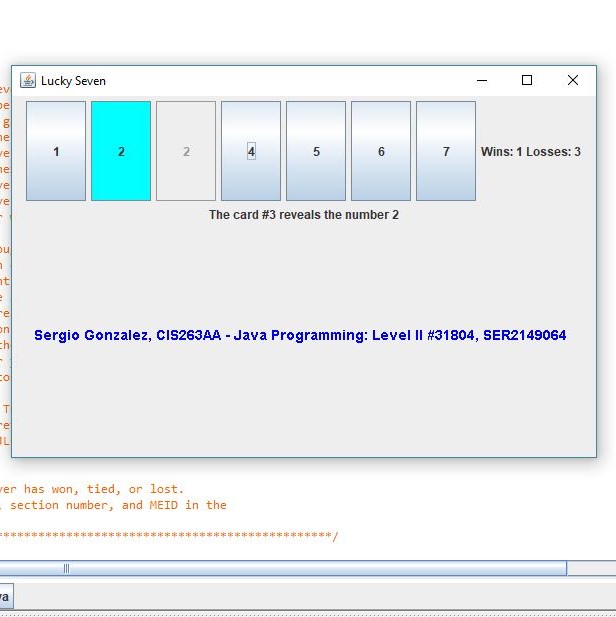 Lucky Seven
1 2 2 4 5 6 7 Wins: 1 Losses: 3
The card #3 reveals the number 2
Sergio Gonzalez, CIS263AA - Java Programming: Level II #31804, SER2149064
has won, tied, or lost.
section number, and MEID in the
**********************************************/